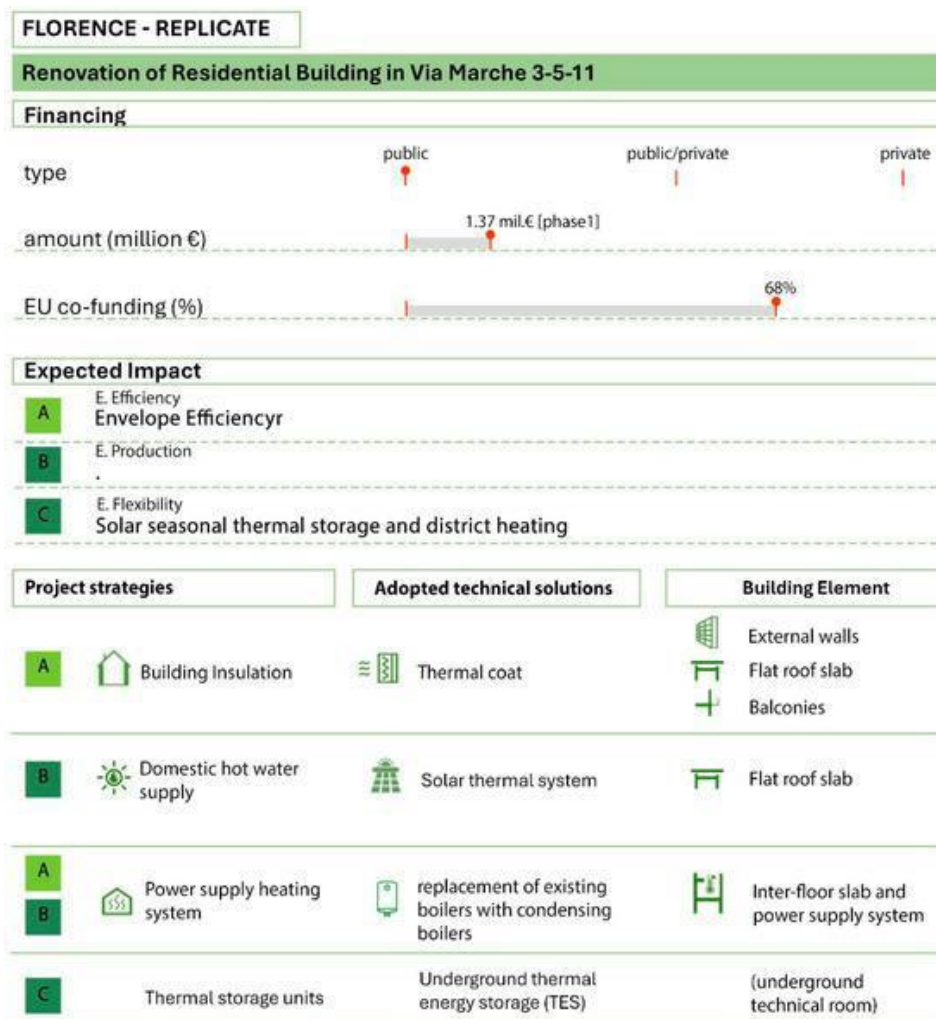 FLORENCE - REPLICATE
Renovation of Residential Building in Via Marche 3-5-11
Financing
type
public
public/private
private
amount (million €)
1.37 mil.€ [phase1]
EU co-funding (%)
68%
Expected Impact
A
E. Efficiency
Envelope Efficiencyr
B
E. Production
.
C
E. Flexibility
Solar seasonal thermal storage and district heating
Project strategies
Adopted technical solutions
Building Element
A
Building Insulation
Thermal coat
External walls
Flat roof slab
Balconies
B
Domestic hot water
supply
Solar thermal system
Flat roof slab
A
B
Power supply heating
system
replacement of existing
boilers with condensing
boilers
Inter-floor slab and
power supply system
C
Thermal storage units
Underground thermal
energy storage (TES)
(underground
technical room)